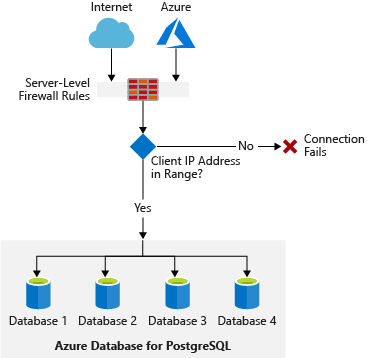 Internet
Azure
Server-Level
Firewall Rules
No
Connection
Fails
Client IP Address
in Range?
Yes
Database 1
Database 2
Database 3
Database 4
Azure Database for PostgreSQL